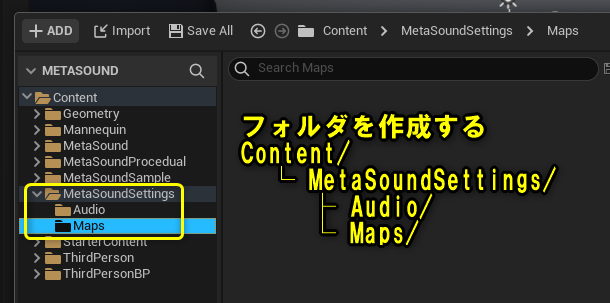 + ADD Import Save All Content > MetaSoundSettings > Maps
METASOUND
Search Maps
Content
Geometry
Mannequin
MetaSound
MetaSoundProcedual
MetaSoundSample
MetaSoundSettings
Audio
Maps
StarterContent
ThirdPerson
ThirdPersonBP
フォルダを作成する
Content/
└ MetaSoundSettings/
├ Audio/
└ Maps/